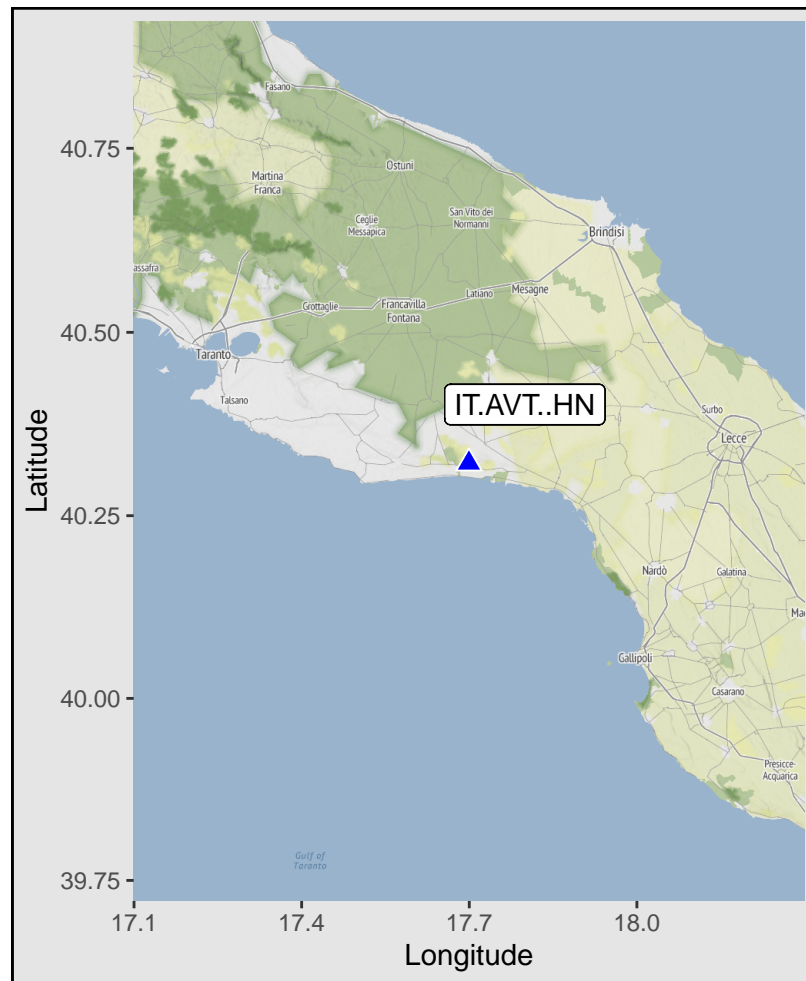 Fasano
40.75
Ostuni
Martina
Franca
San Vito dei
Normanni
Ceglie
Messapica
Brindisi
assafra
Mesagne
Latiano
Grottaglie
Francavilla
Fontana
40.50
Taranto
Talsano
IT.AVT..HN
Surbo
Lecce
Latitude
40.25
Nardò
Galatina
Ma
Gallipoli
40.00
Casarano
Presicce-
Acquarica
Gulf of
Taranto
39.75
17.1
17.4
17.7
18.0
Longitude